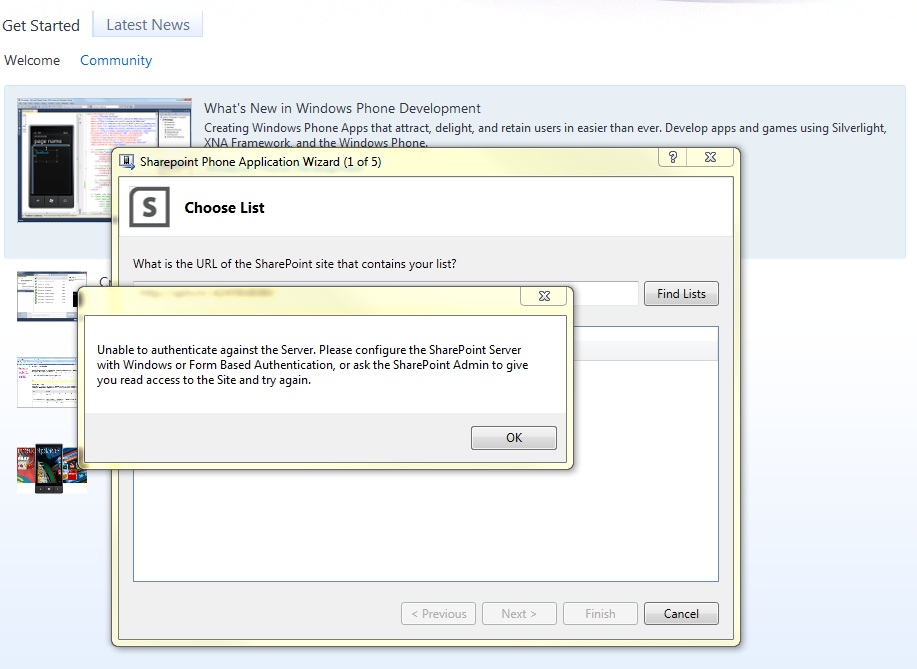 Get Started
Latest News
Welcome
Community
What's New in Windows Phone Development
Creating Windows Phone Apps that attract, delight, and retain users in easier than ever. Develop apps and games using Silverlight,
XNA Framework, and the Windows Phone.
Sharepoint Phone Application Wizard (1 of 5)
S
Choose List
What is the URL of the SharePoint site that contains your list?
Find Lists
Unable to authenticate against the Server. Please configure the SharePoint Server
with Windows or Form Based Authentication, or ask the SharePoint Admin to give
you read access to the Site and try again.
OK
< Previous
Next >
Finish
Cancel
page name